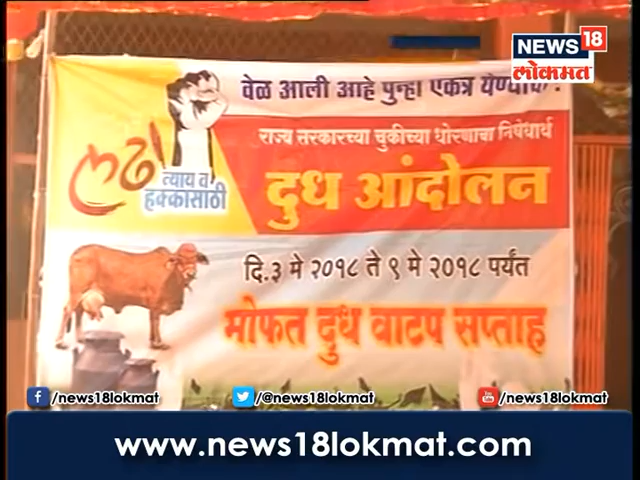 NEWS 18
लोकमत
वेळ आली आहे पुन्हा एकत्र
राज्य सरकारच्या चुकीच्या धोरणाचा निषेधार्थ
लढा
न्याय व
हक्कासाठी
दुध आंदोलन
दि.३ मे २०१८ ते ९ मे २०१८ पर्यंत
मोफत दुध वाटप सप्ताह
/news18lokmat
/news18lokmat
/news18lokmat
www.news18lokmat.com